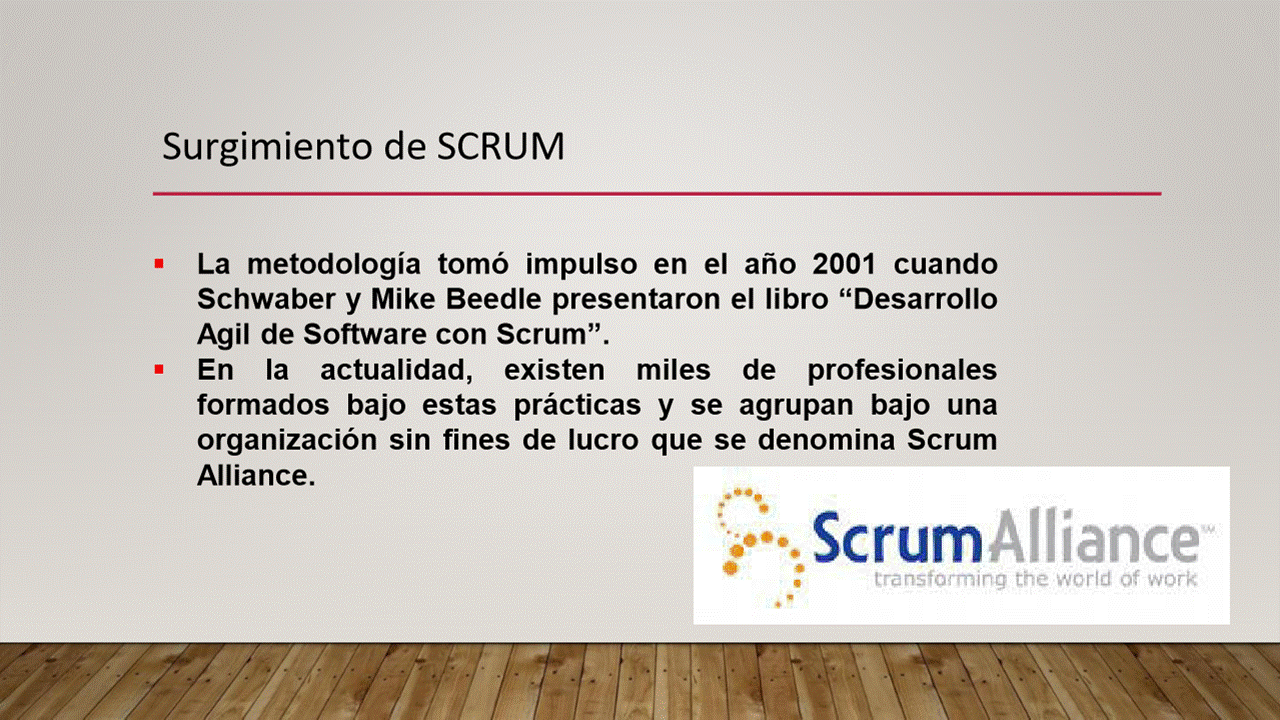 Surgimiento de SCRUM
▪ La metodología tomó impulso en el año 2001 cuando
Schwaber y Mike Beedle presentaron el libro “Desarrollo
Agil de Software con Scrum”.
▪ En la actualidad, existen miles de profesionales
formados bajo estas prácticas y se agrupan bajo una
organización sin fines de lucro que se denomina Scrum
Alliance.
ScrumAlliance℠
transforming the world of work